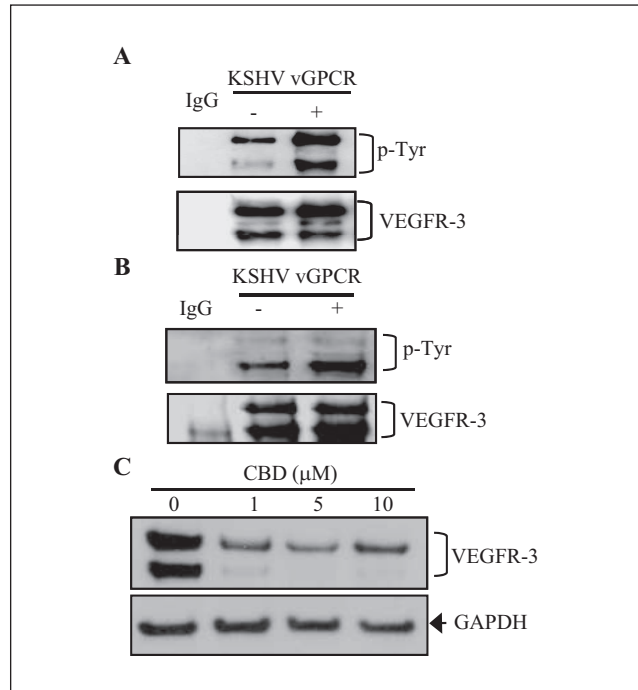 A
KSHV vGPCR
IgG
- +
p-Tyr
VEGFR-3
B
KSHV vGPCR
IgG
- +
p-Tyr
VEGFR-3
C
CBD (μM)
0 1 5 10
VEGFR-3
GAPDH